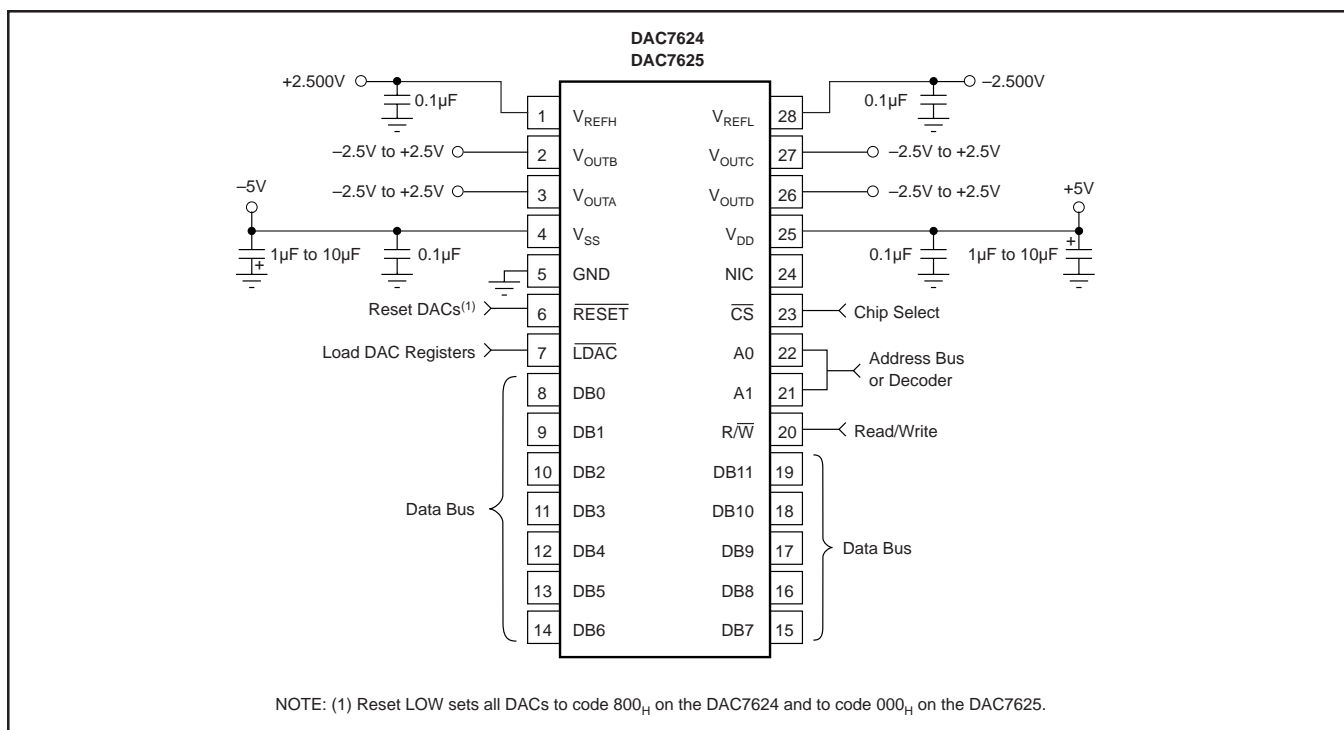 DAC7624
DAC7625
+2.500V
0.1µF
0.1µF
–2.500V
1 VREFH VREFL 28
–2.5V to +2.5V 2 VOUTB VOUTC 27 –2.5V to +2.5V
–5V
–2.5V to +2.5V 3 VOUTA VOUTD 26 –2.5V to +2.5V
+5V
4 VSS VDD 25
+ 1µF to 10µF 0.1µF 0.1µF 1µF to 10µF +
5 GND NIC 24
Reset DACs(1) 6 RESET CS 23 Chip Select
Load DAC Registers 7 LDAC A0 22
Address Bus
or Decoder
8 DB0 A1 21
9 DB1 R/W 20 Read/Write
10 DB2 DB11 19
Data Bus 11 DB3 DB10 18
12 DB4 DB9 17 Data Bus
13 DB5 DB8 16
14 DB6 DB7 15
NOTE: (1) Reset LOW sets all DACs to code 800H on the DAC7624 and to code 000H on the DAC7625.